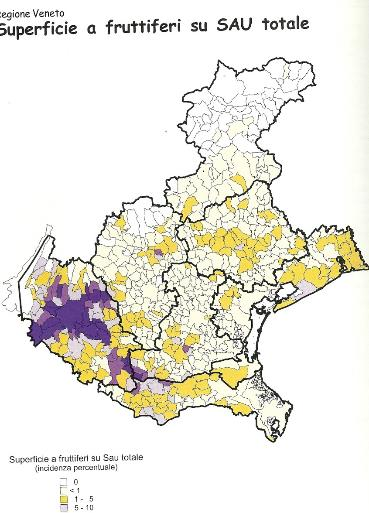 Regione Veneto
Superficie a fruttiferi su SAU totale
Superficie a fruttiferi su Sau totale
(incidenza percentuale)
0
< 1
1 - 5
5 - 10